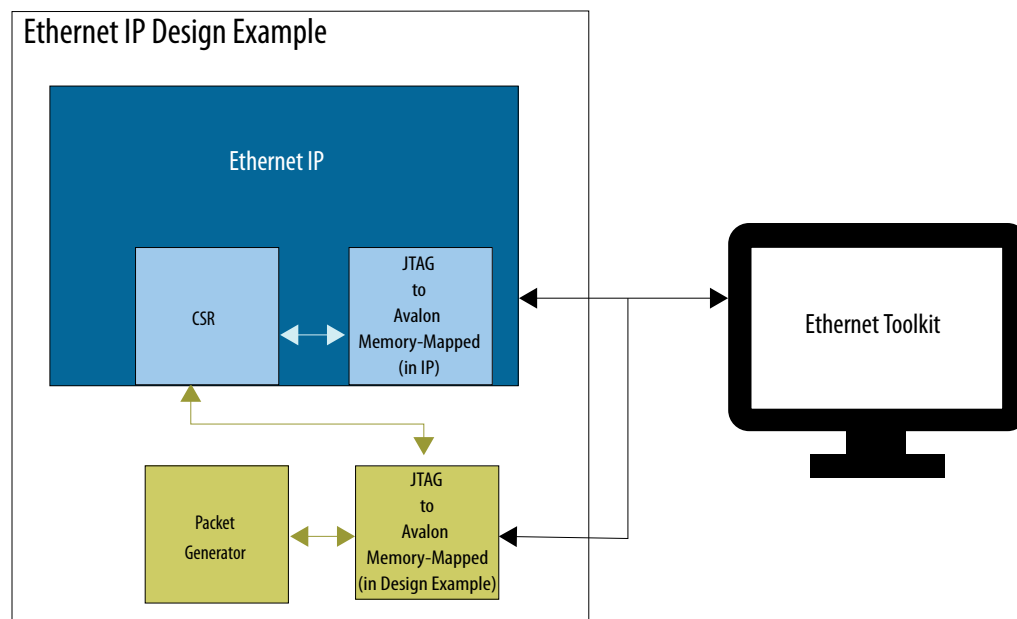 Ethernet IP Design Example
Ethernet IP
CSR
JTAG
to
Avalon
Memory-Mapped
(in IP)
Ethernet Toolkit
Packet
Generator
JTAG
to
Avalon
Memory-Mapped
(in Design Example)